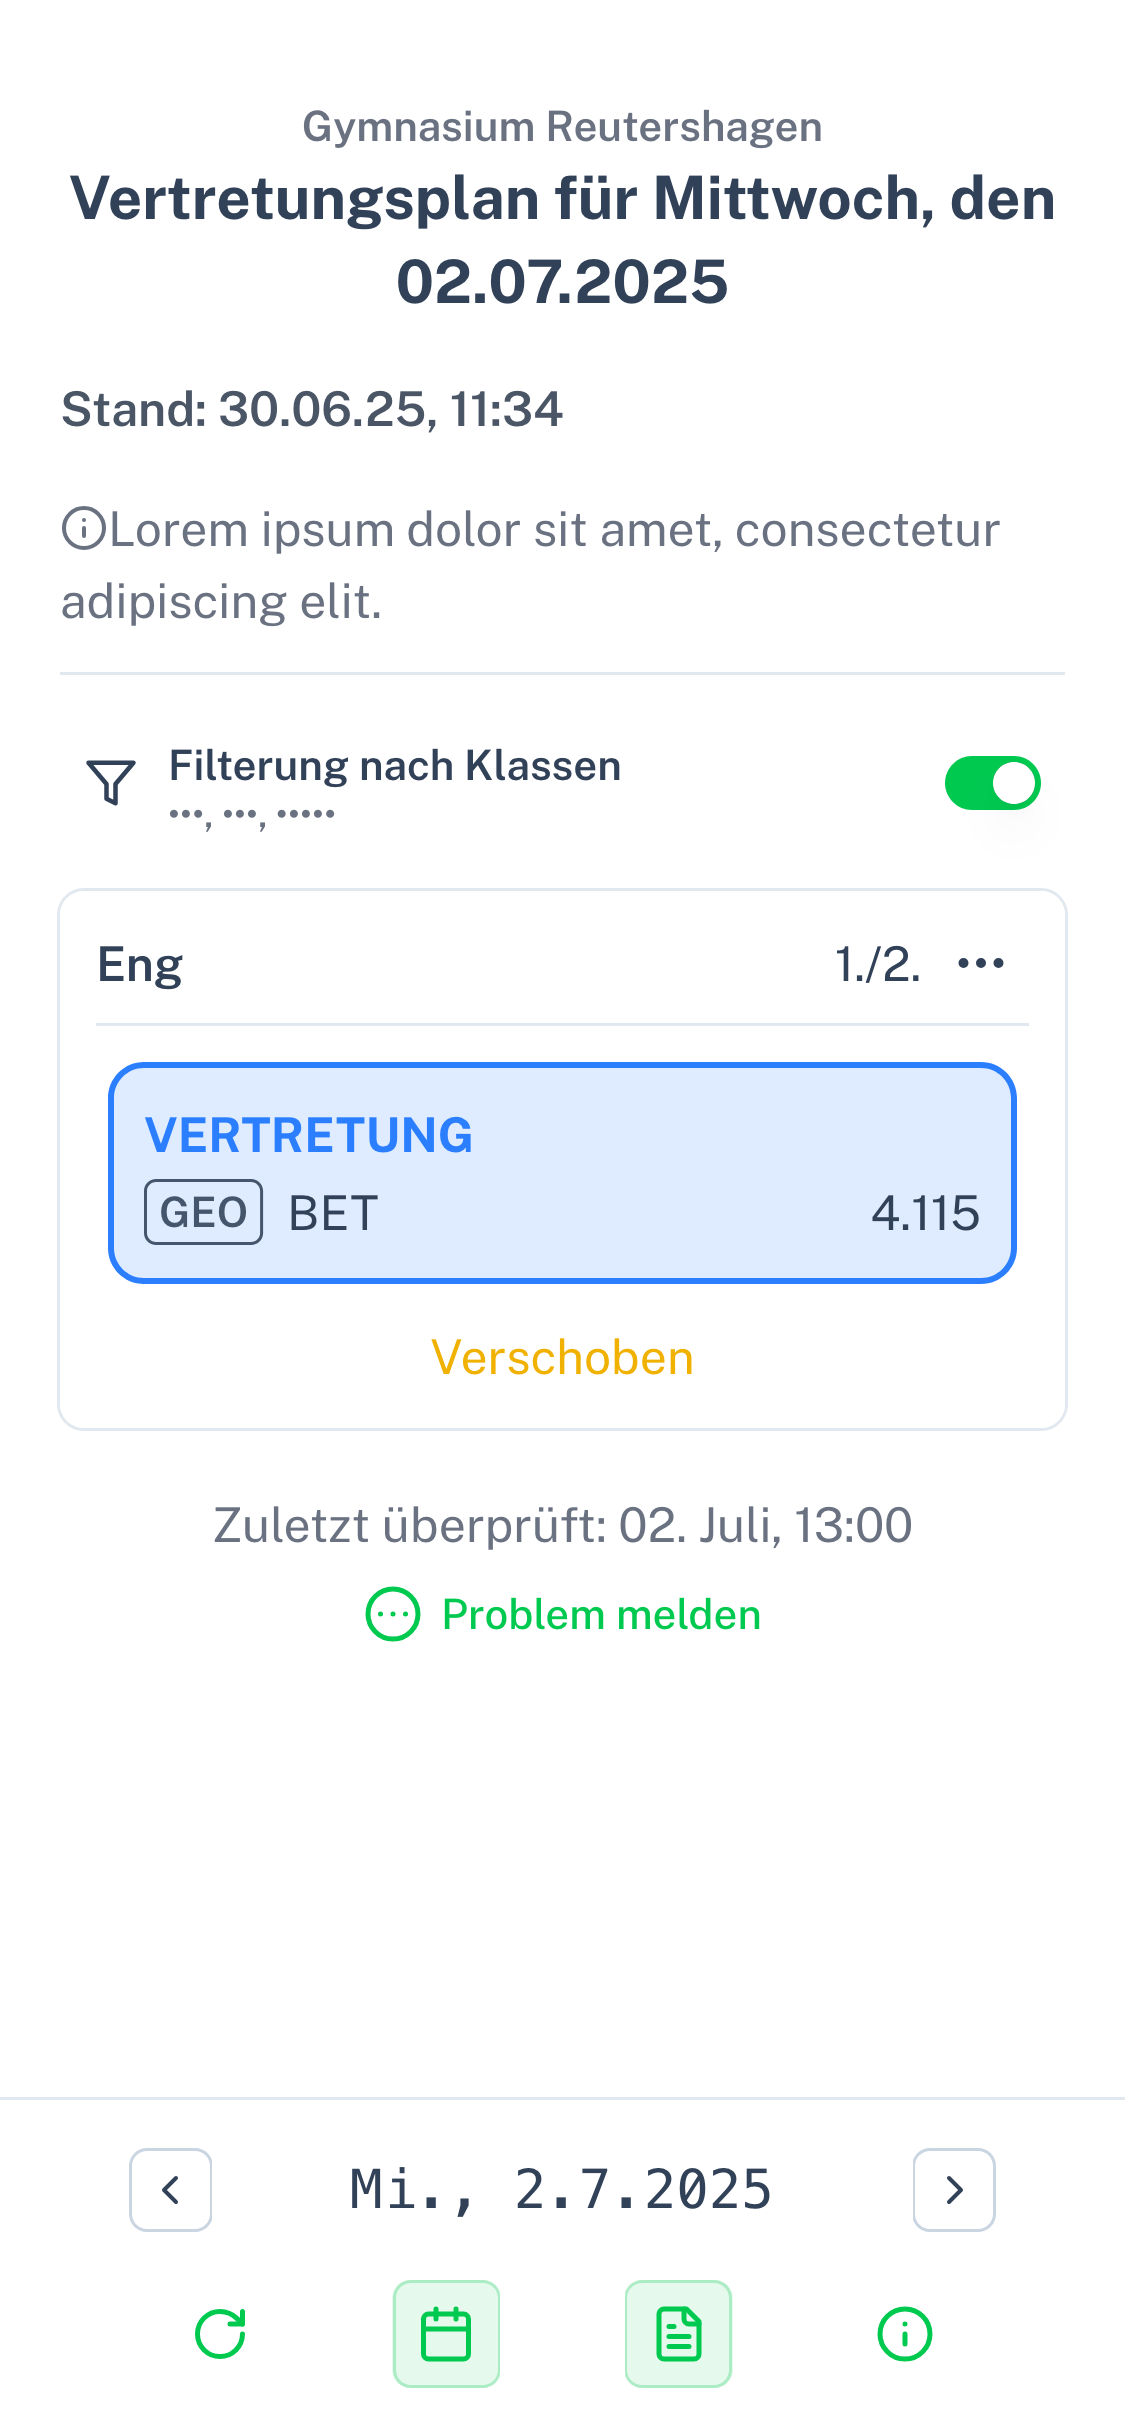 Gymnasium Reutershagen
Vertretungsplan für Mittwoch, den
02.07.2025
Stand: 30.06.25, 11:34
Lorem ipsum dolor sit amet, consectetur
adipiscing elit.
Filterung nach Klassen
•••, •••, •••••
Eng 1./2. •••
VERTRETUNG
GEO BET 4.115
Verschoben
Zuletzt überprüft: 02. Juli, 13:00
Problem melden
Mi., 2.7.2025